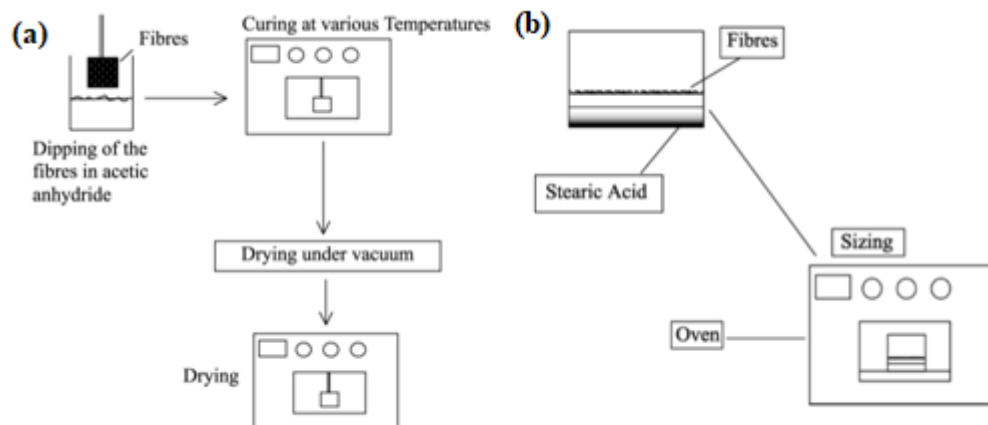 (a)
Fibres
Curing at various Temperatures
Dipping of the
fibres in acetic
anhydride
Drying under vacuum
Drying
(b)
Fibres
Stearic Acid
Sizing
Oven